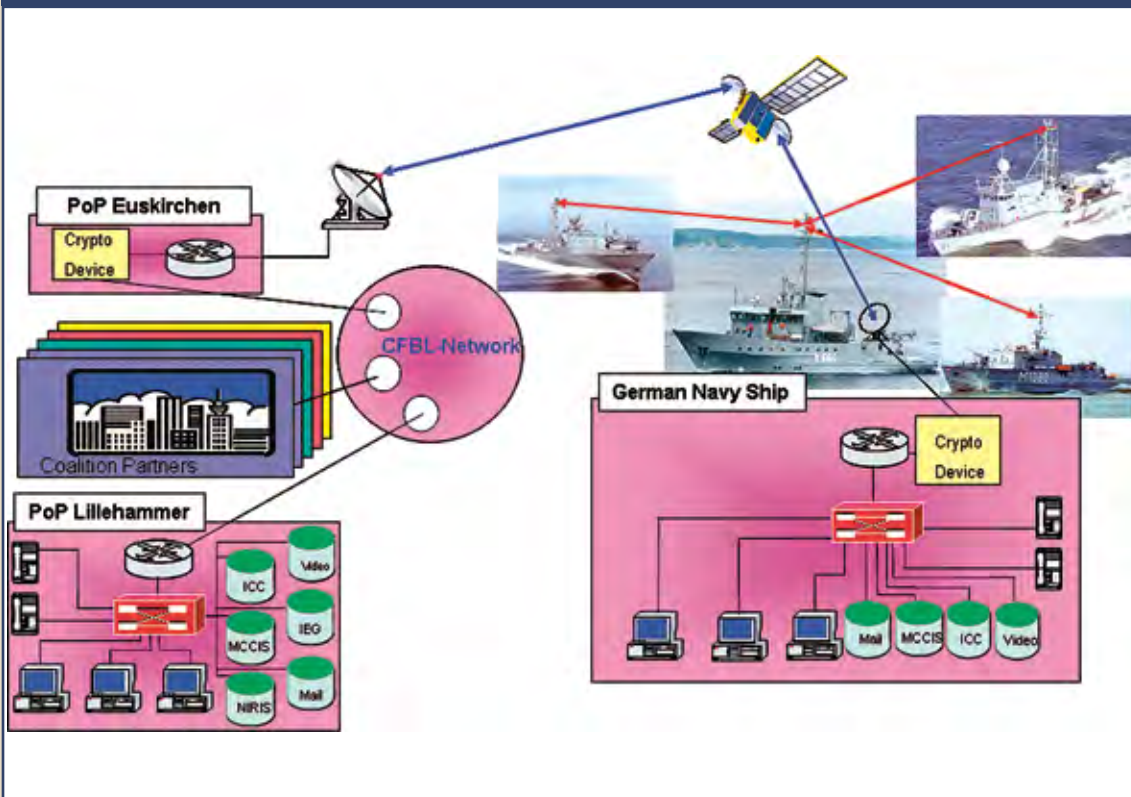 PoP Euskirchen
Crypto
Device
CFBL-Network
Coalition Partners
PoP Lillehammer
Video
ICC
IEG
MCCIS
Mail
NIRIS
German Navy Ship
Crypto
Device
Mail
MCCIS
ICC
Video